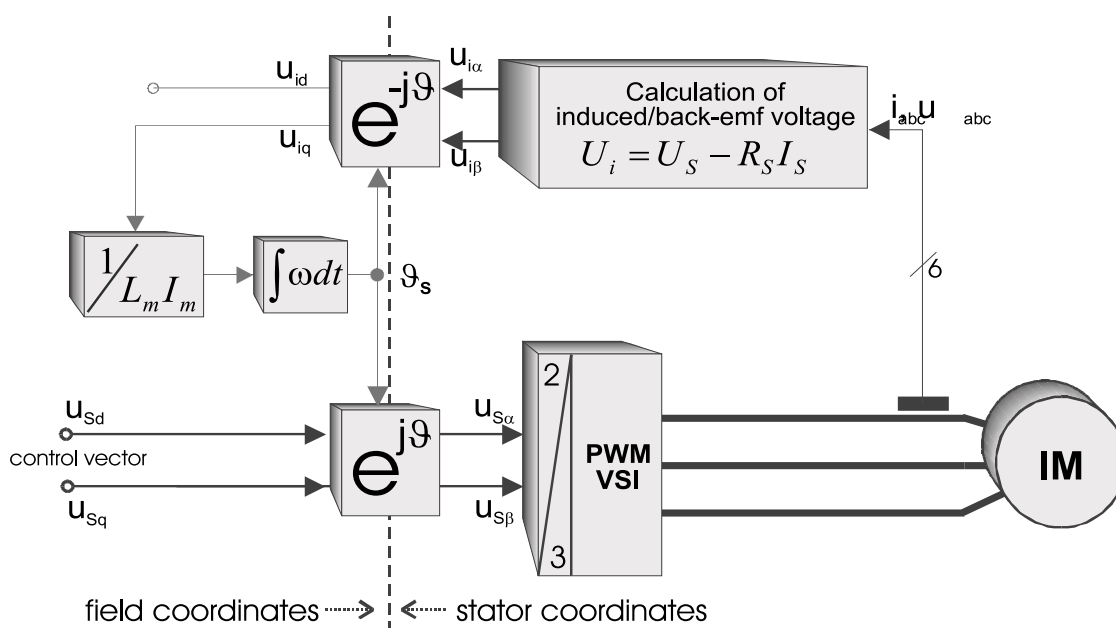 u_id
u_iq
e^-jϑ
u_iα
u_iβ
Calculation of
induced/back-emf voltage
U_i = U_S − R_S I_S
i_abc, u_abc
6
1/L_m I_m
∫ωdt
ϑ_s
u_Sd
control vector
u_Sq
e^jϑ
u_Sα
u_Sβ
2
3
PWM
VSI
IM
field coordinates
stator coordinates